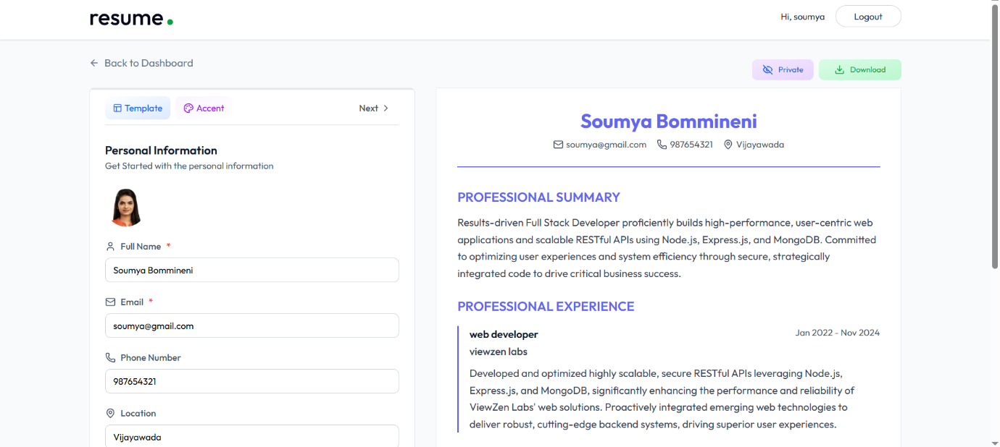 resume.
Hi, soumya
Logout
Back to Dashboard
Private
Download
Template
Accent
Next
Personal Information
Get Started with the personal information
Full Name *
Soumya Bommineni
Email *
soumya@gmail.com
Phone Number
987654321
Location
Vijayawada
Soumya Bommineni
soumya@gmail.com 987654321 Vijayawada
PROFESSIONAL SUMMARY
Results-driven Full Stack Developer proficiently builds high-performance, user-centric web
applications and scalable RESTful APIs using Node.js, Express.js, and MongoDB. Committed
to optimizing user experiences and system efficiency through secure, strategically
integrated code to drive critical business success.
PROFESSIONAL EXPERIENCE
web developer
Jan 2022 - Nov 2024
viewzen labs
Developed and optimized highly scalable, secure RESTful APIs leveraging Node.js,
Express.js, and MongoDB, significantly enhancing the performance and reliability of
ViewZen Labs' web solutions. Proactively integrated emerging web technologies to
deliver robust, cutting-edge backend systems, driving superior user experiences.